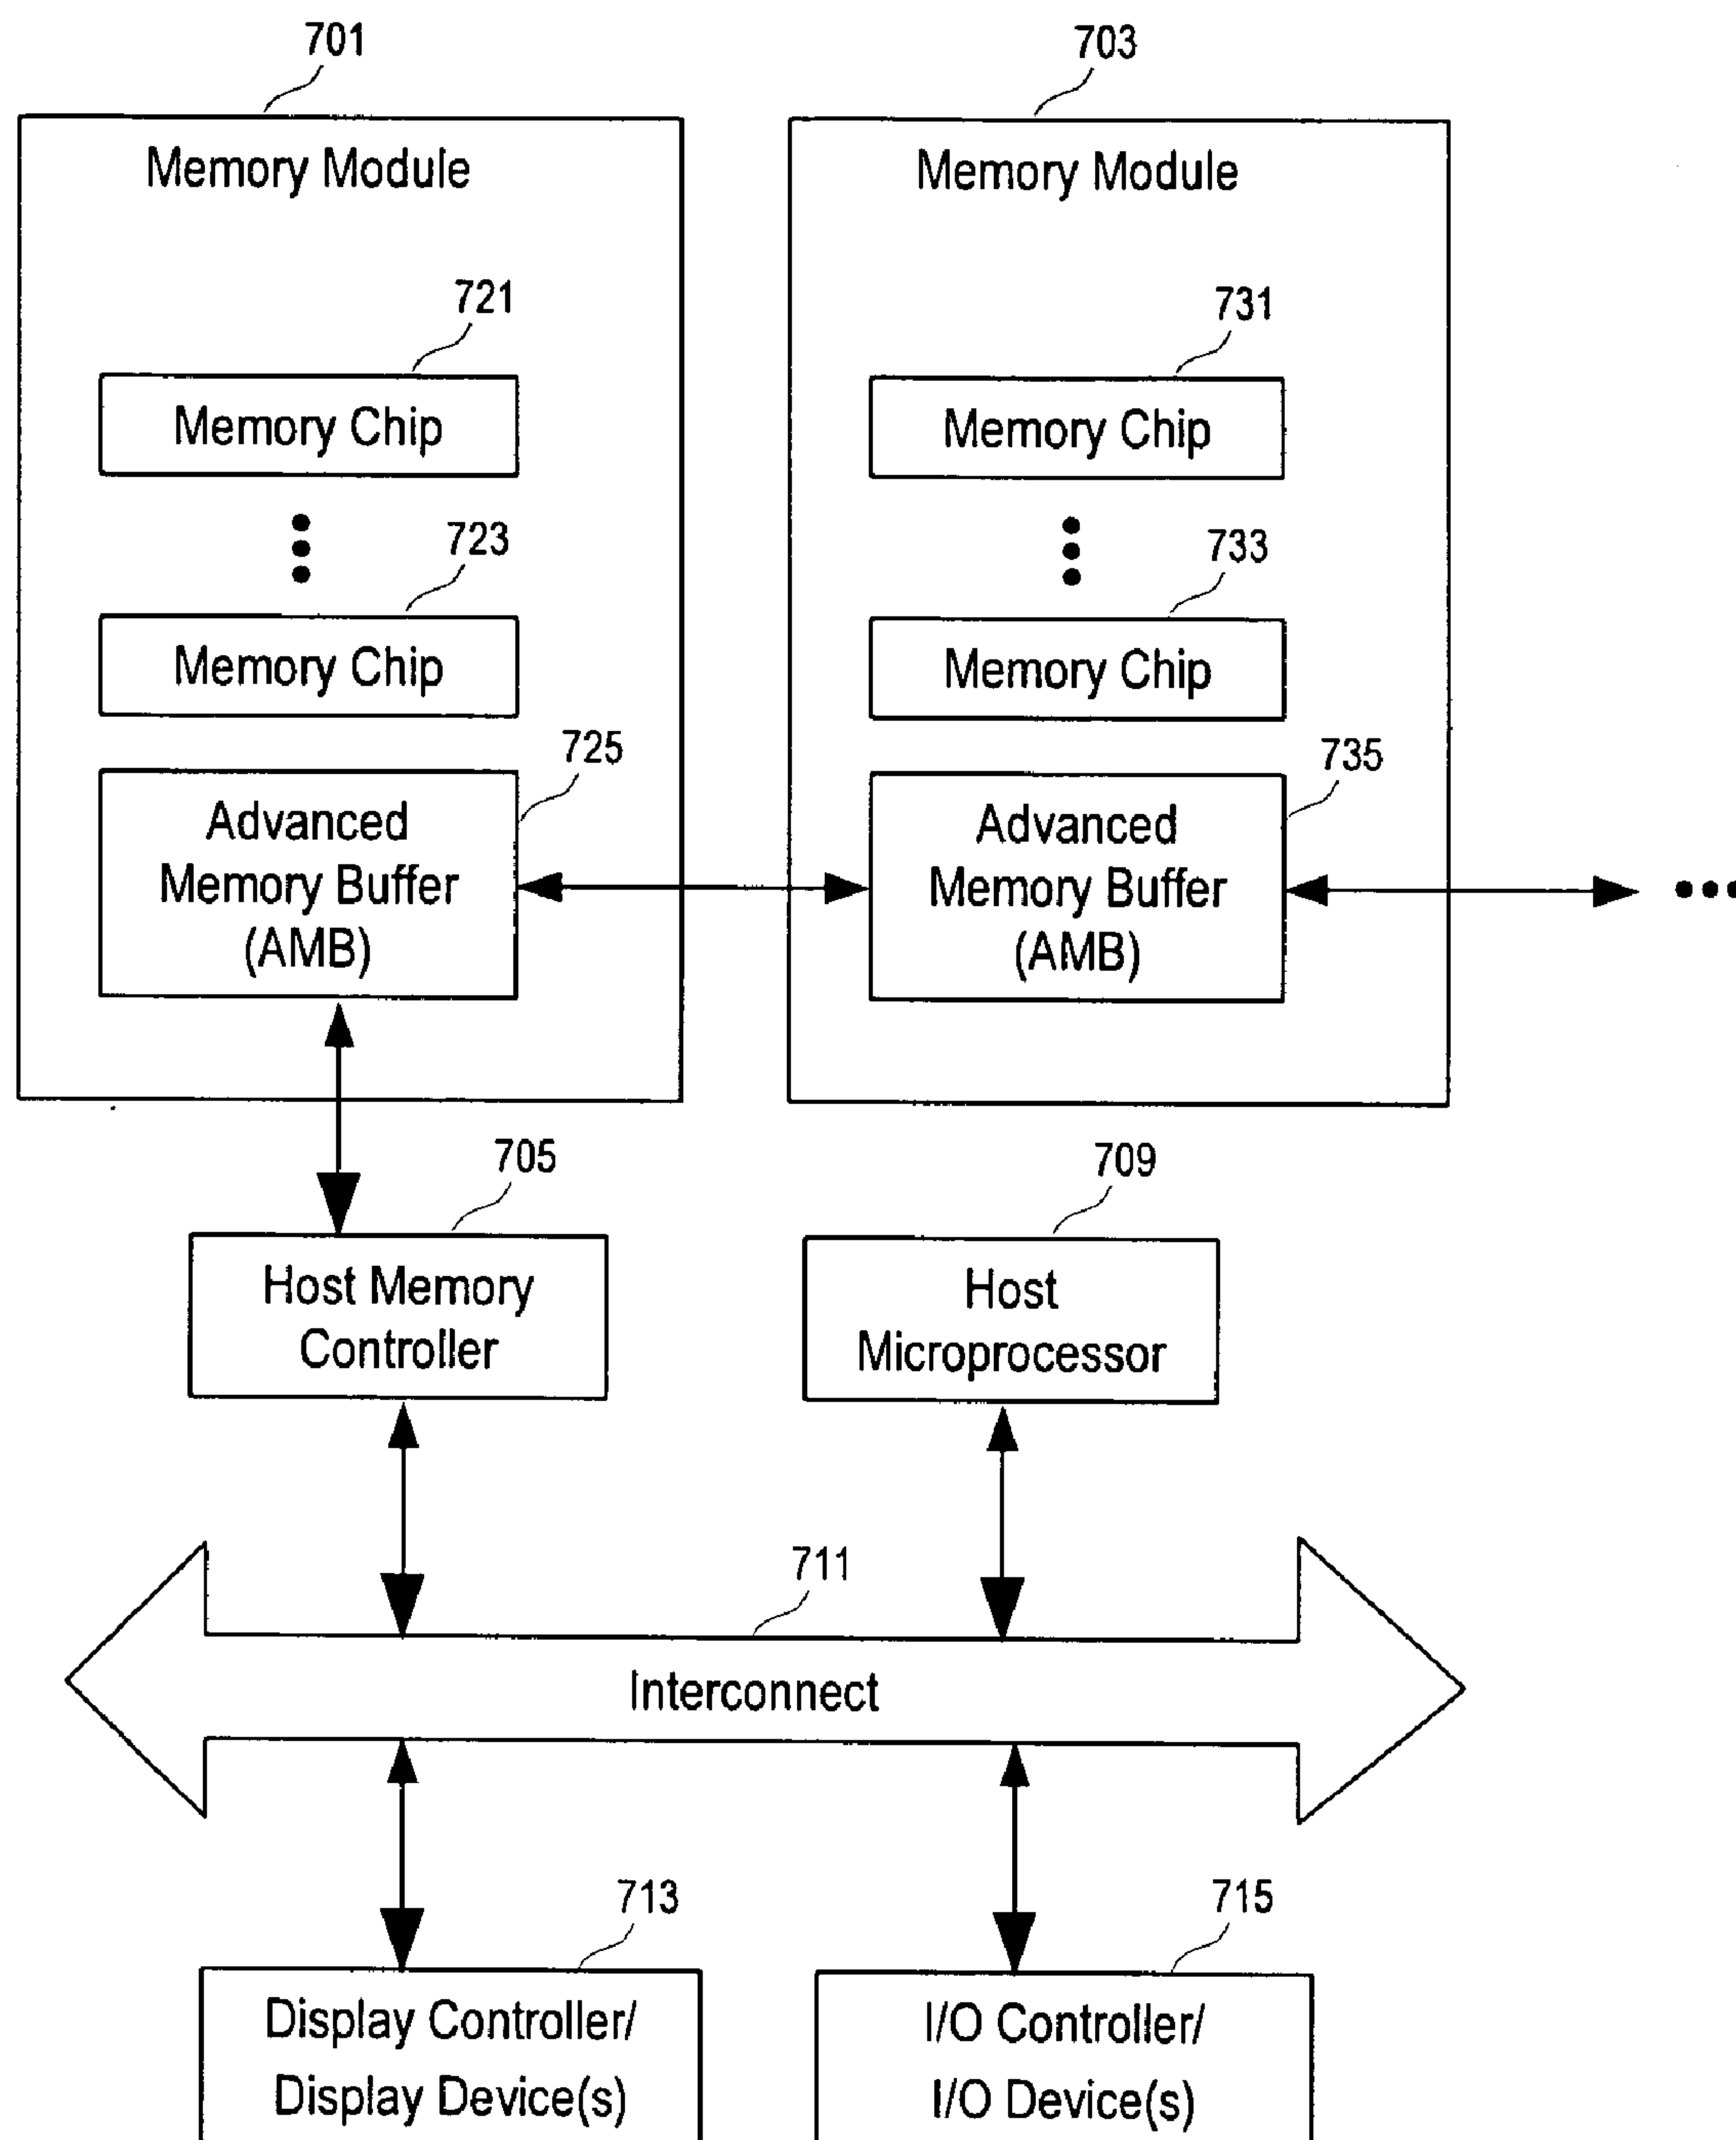 701
703
Memory Module
Memory Module
721
731
Memory Chip
Memory Chip
723
733
Memory Chip
Memory Chip
725
735
Advanced
Memory Buffer
(AMB)
Advanced
Memory Buffer
(AMB)
705
709
Host Memory
Controller
Host
Microprocessor
711
Interconnect
713
715
Display Controller/
Display Device(s)
I/O Controller/
I/O Device(s)